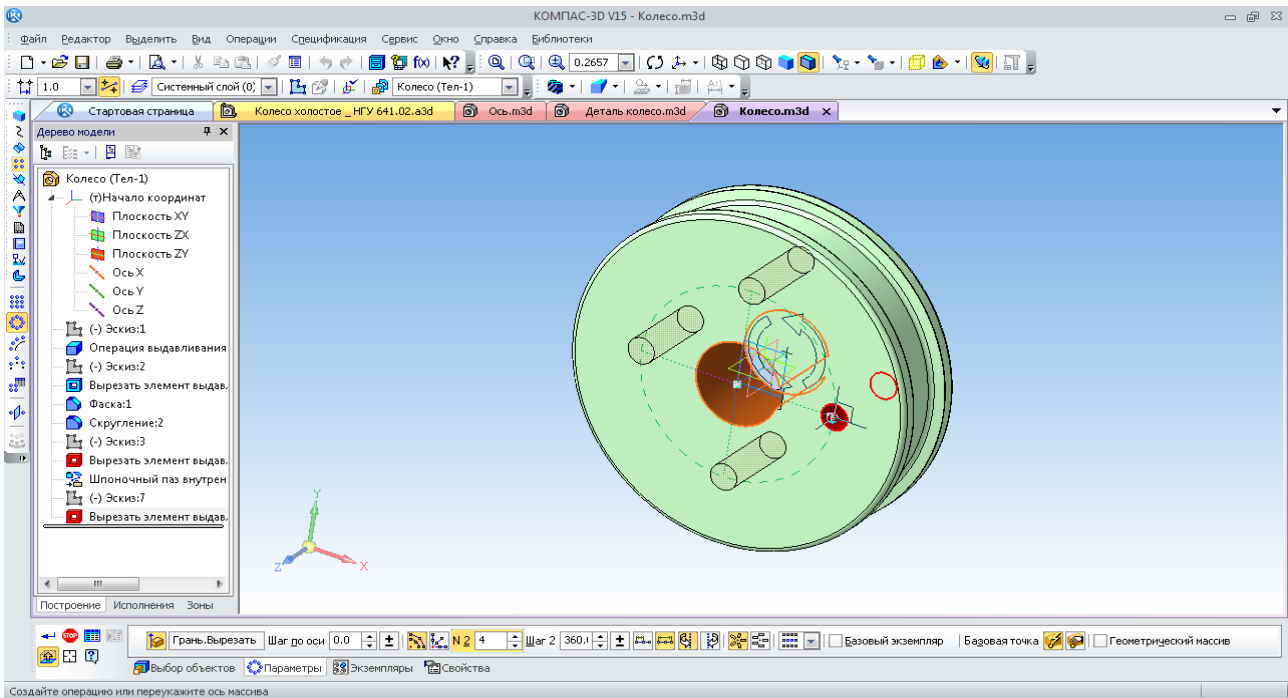 КОМПАС-3D V15 - Колесо.m3d
Файл Редактор Выделить Вид Операции Спецификация Сервис Окно Справка Библиотеки
f(x) 0.2657
1.0 Системный слой (0) Колесо (Тел-1)
Стартовая страница Колесо холостое _ НГУ 641.02.a3d Ось.m3d Деталь колесо.m3d Колесо.m3d
Дерево модели
Колесо (Тел-1)
(т)Начало координат
Плоскость XY
Плоскость ZX
Плоскость ZY
Ось X
Ось Y
Ось Z
(-) Эскиз:1
Операция выдавливания
(-) Эскиз:2
Вырезать элемент выдав.
Фаска:1
Скругление:2
(-) Эскиз:3
Вырезать элемент выдав.
Шпоночный паз внутрен
(-) Эскиз:7
Вырезать элемент выдав.
Y
Z X
Построение Исполнения Зоны
STOP Грань.Вырезать Шаг по оси 0.0 N 2 4 Шаг 2 360.( Базовый экземпляр Базовая точка Геометрический массив
Выбор объектов Параметры Экземпляры Свойства
Создайте операцию или переукажите ось массива